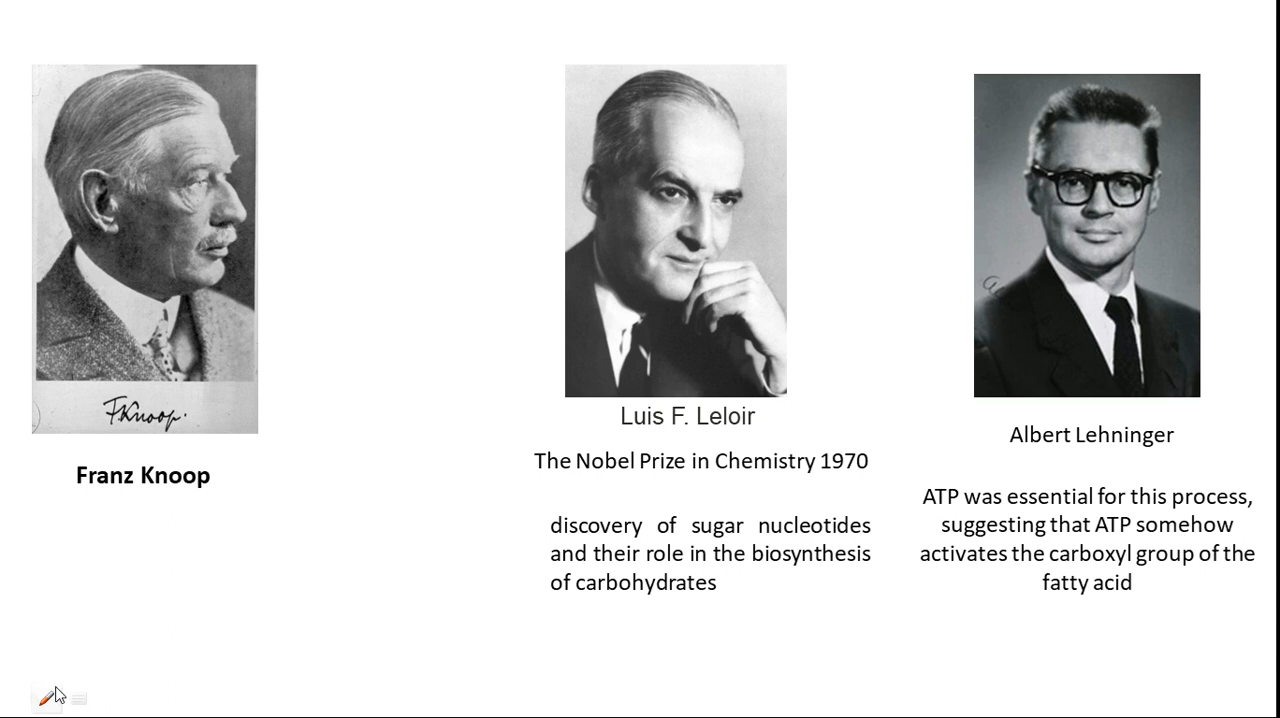 F.Knoop.
Franz Knoop
Luis F. Leloir
The Nobel Prize in Chemistry 1970
discovery of sugar nucleotides
and their role in the biosynthesis
of carbohydrates
Albert Lehninger
ATP was essential for this process,
suggesting that ATP somehow
activates the carboxyl group of the
fatty acid